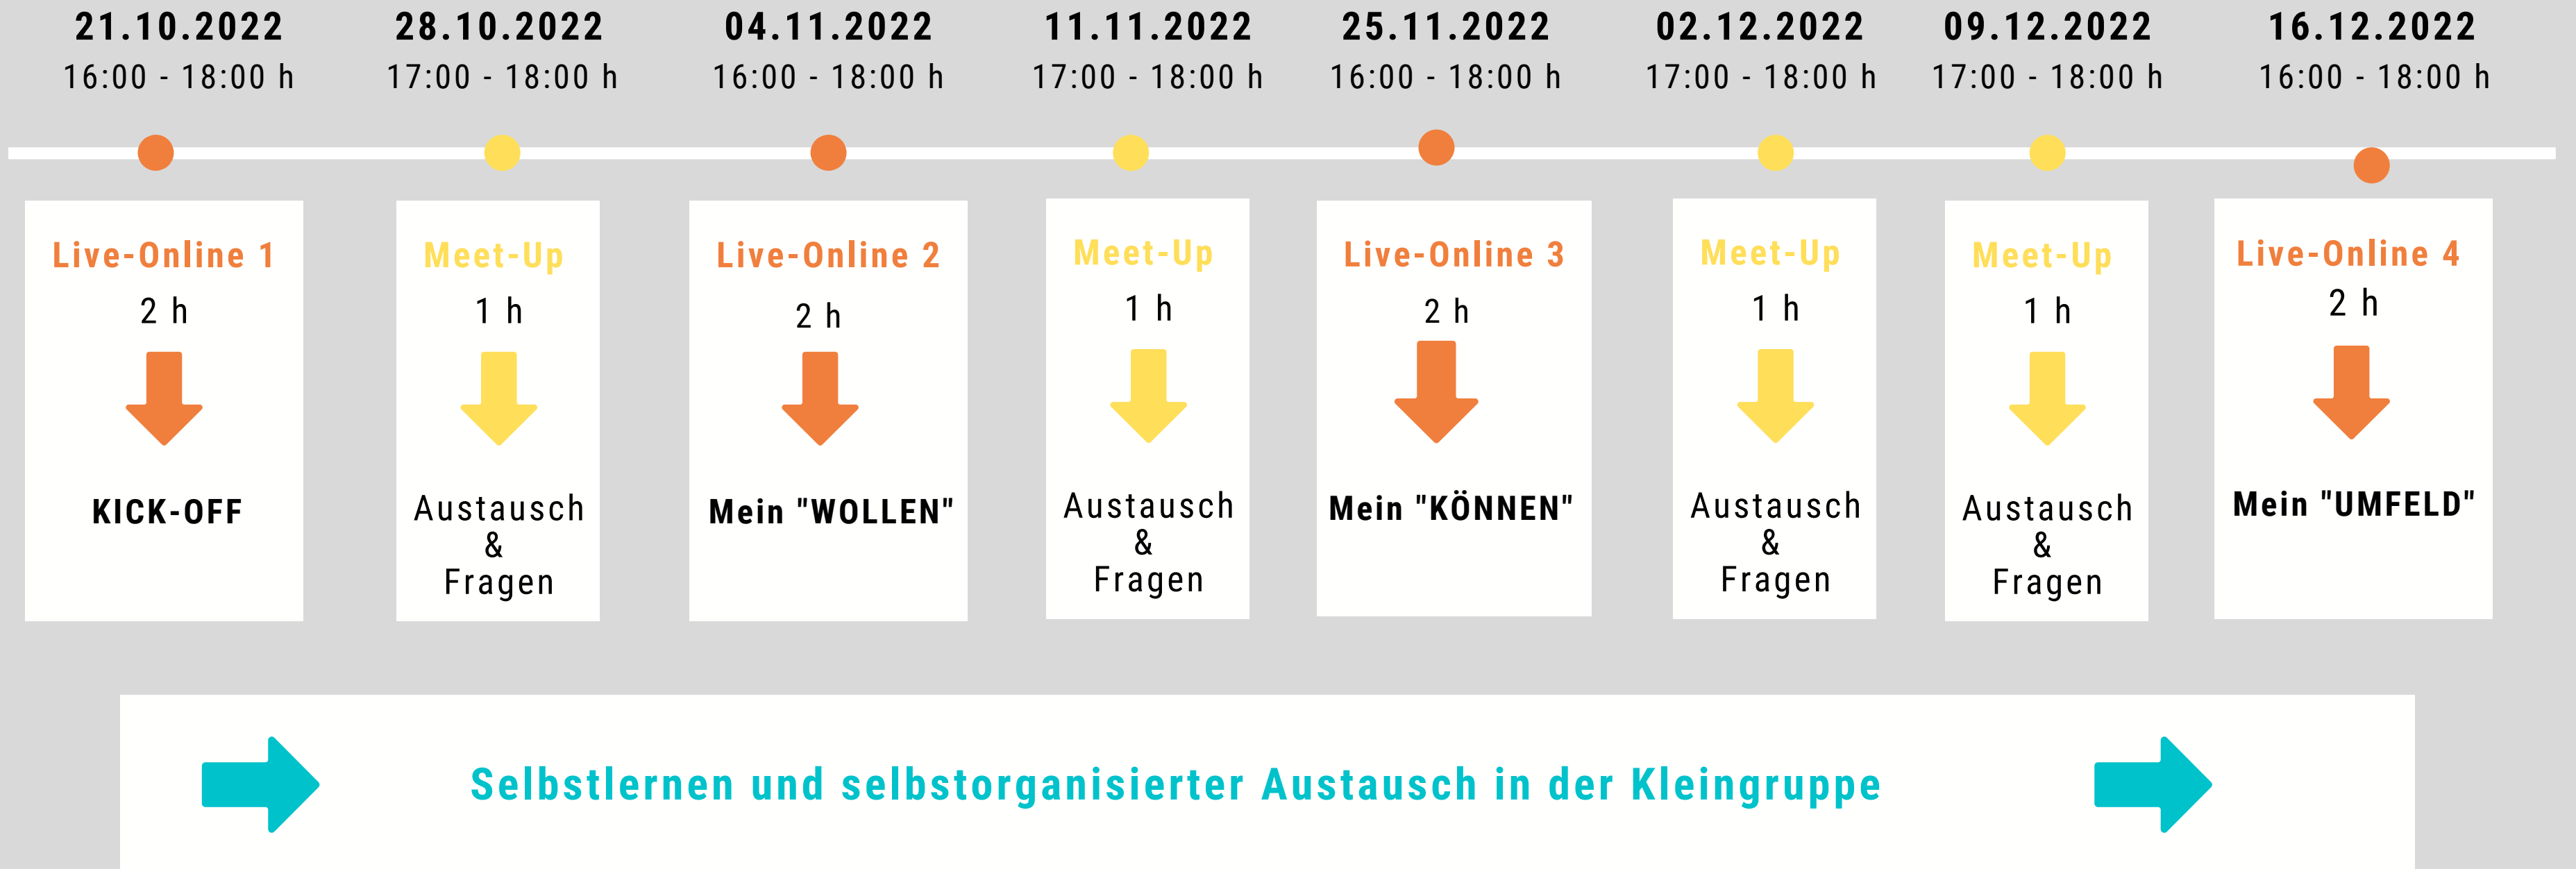 21.10.2022
16:00 - 18:00 h
28.10.2022
17:00 - 18:00 h
04.11.2022
16:00 - 18:00 h
11.11.2022
17:00 - 18:00 h
25.11.2022
16:00 - 18:00 h
02.12.2022
17:00 - 18:00 h
09.12.2022
17:00 - 18:00 h
16.12.2022
16:00 - 18:00 h
Live-Online 1
2 h
KICK-OFF
Meet-Up
1 h
Austausch
&
Fragen
Live-Online 2
2 h
Mein "WOLLEN"
Meet-Up
1 h
Austausch
&
Fragen
Live-Online 3
2 h
Mein "KÖNNEN"
Meet-Up
1 h
Austausch
&
Fragen
Meet-Up
1 h
Austausch
&
Fragen
Live-Online 4
2 h
Mein "UMFELD"
Selbstlernen und selbstorganisierter Austausch in der Kleingruppe